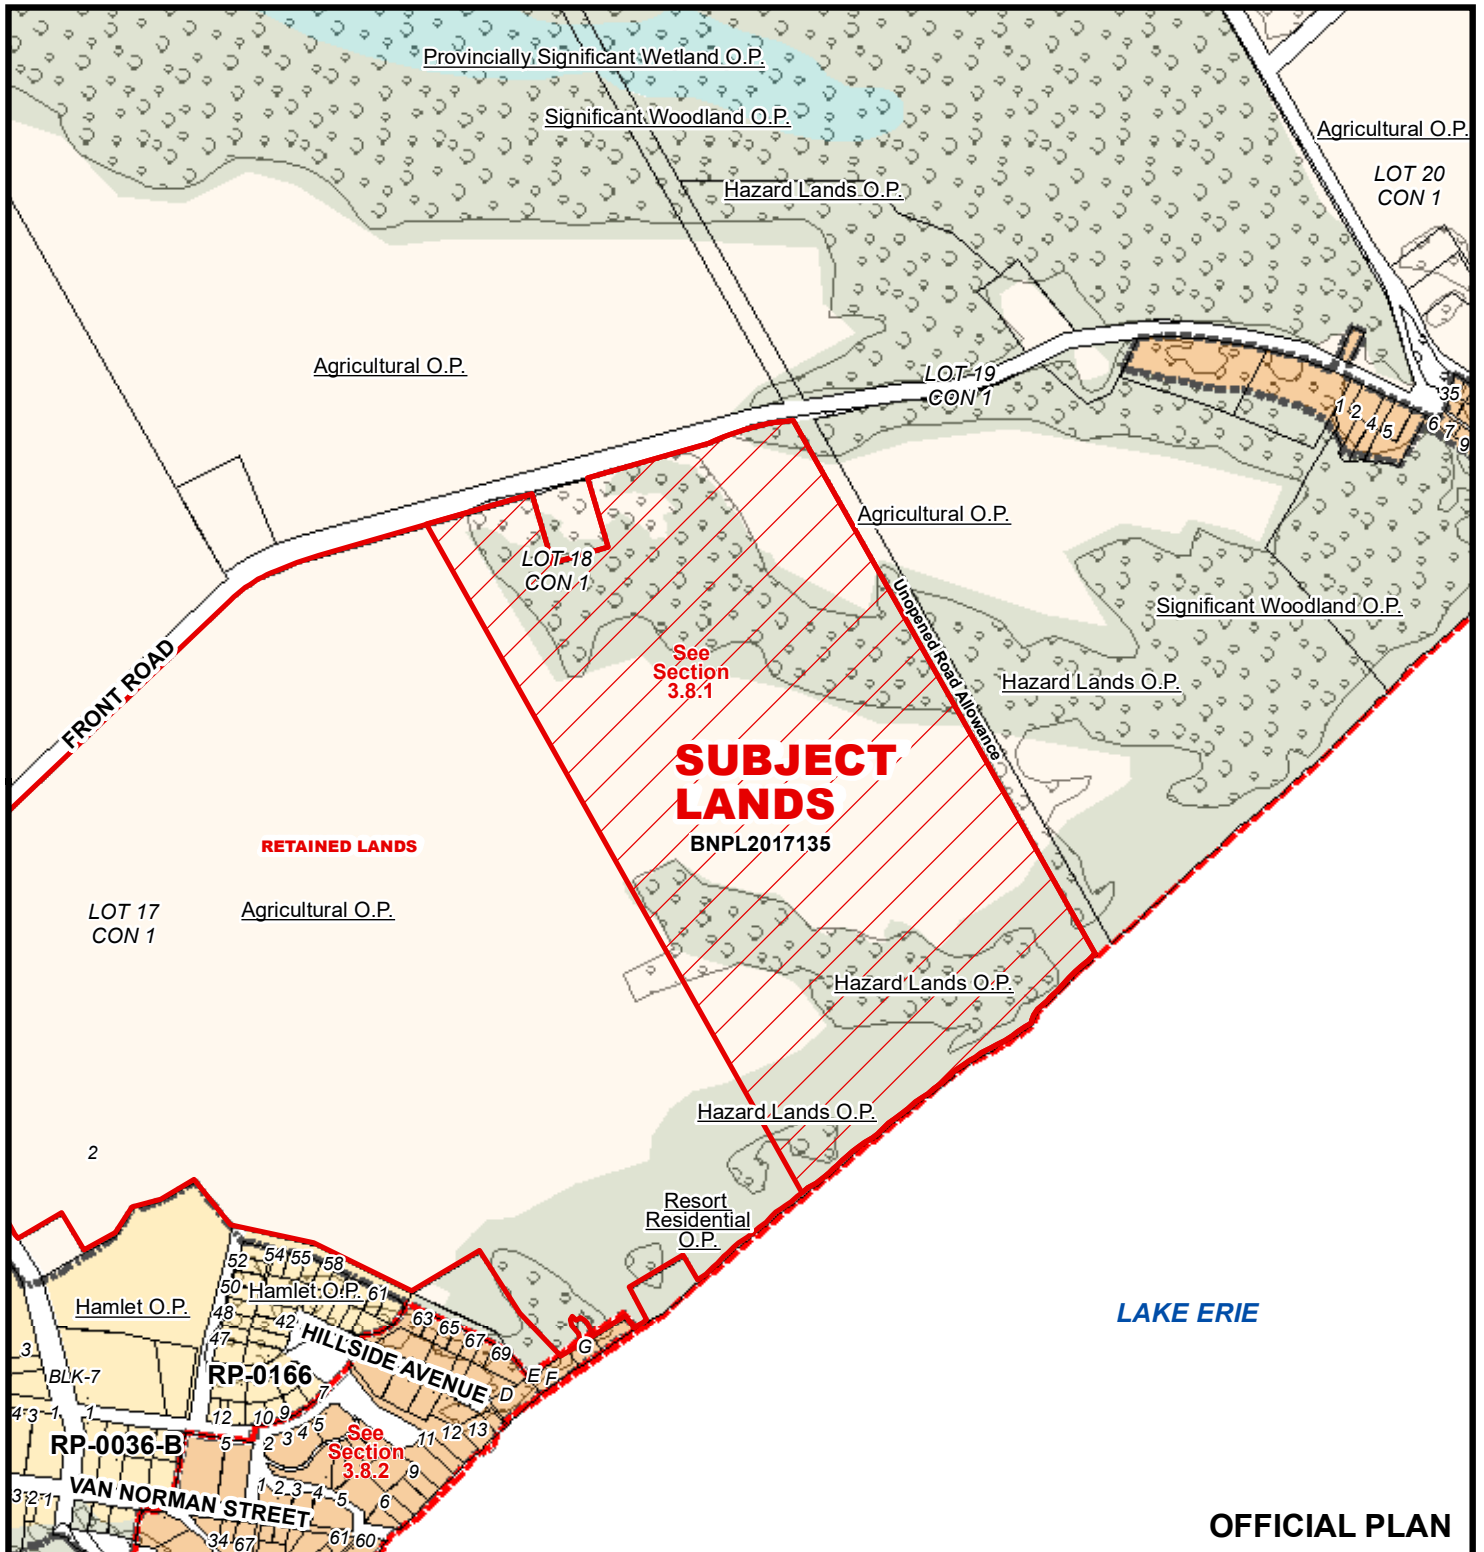 Provincially Significant Wetland O.P.
Significant Woodland O.P.
Agricultural O.P.
LOT 20
CON 1
Hazard Lands O.P.
Agricultural O.P.
LOT 19
CON 1
35
1
2
4
5
6
7
9
Agricultural O.P.
LOT 18
CON 1
Unopened Road Allowance
Significant Woodland O.P.
See
Section
3.8.1
Hazard Lands O.P.
FRONT ROAD
SUBJECT
LANDS
BNPL2017135
RETAINED LANDS
LOT 17
CON 1
Agricultural O.P.
Hazard Lands O.P.
Hazard Lands O.P.
2
Resort
Residential
O.P.
52
54
55
58
50
Hamlet O.P.
61
Hamlet O.P.
48
42
63
65
67
69
47
HILLSIDE AVENUE
G
LAKE ERIE
3
BLK-7
RP-0166
7
E
F
D
4
3
1
1
12
10
9
5
11
12
13
RP-0036-B
5
2
3
4
See
Section
3.8.2
9
3
2
1
VAN NORMAN STREET
1
2
3
4
5
6
34
67
61
60
OFFICIAL PLAN